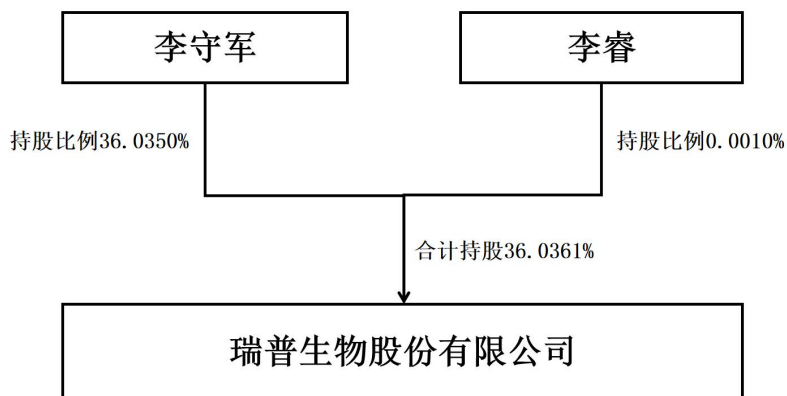 李守军
李睿
持股比例36.0350%
持股比例0.0010%
合计持股36.0361%
瑞普生物股份有限公司